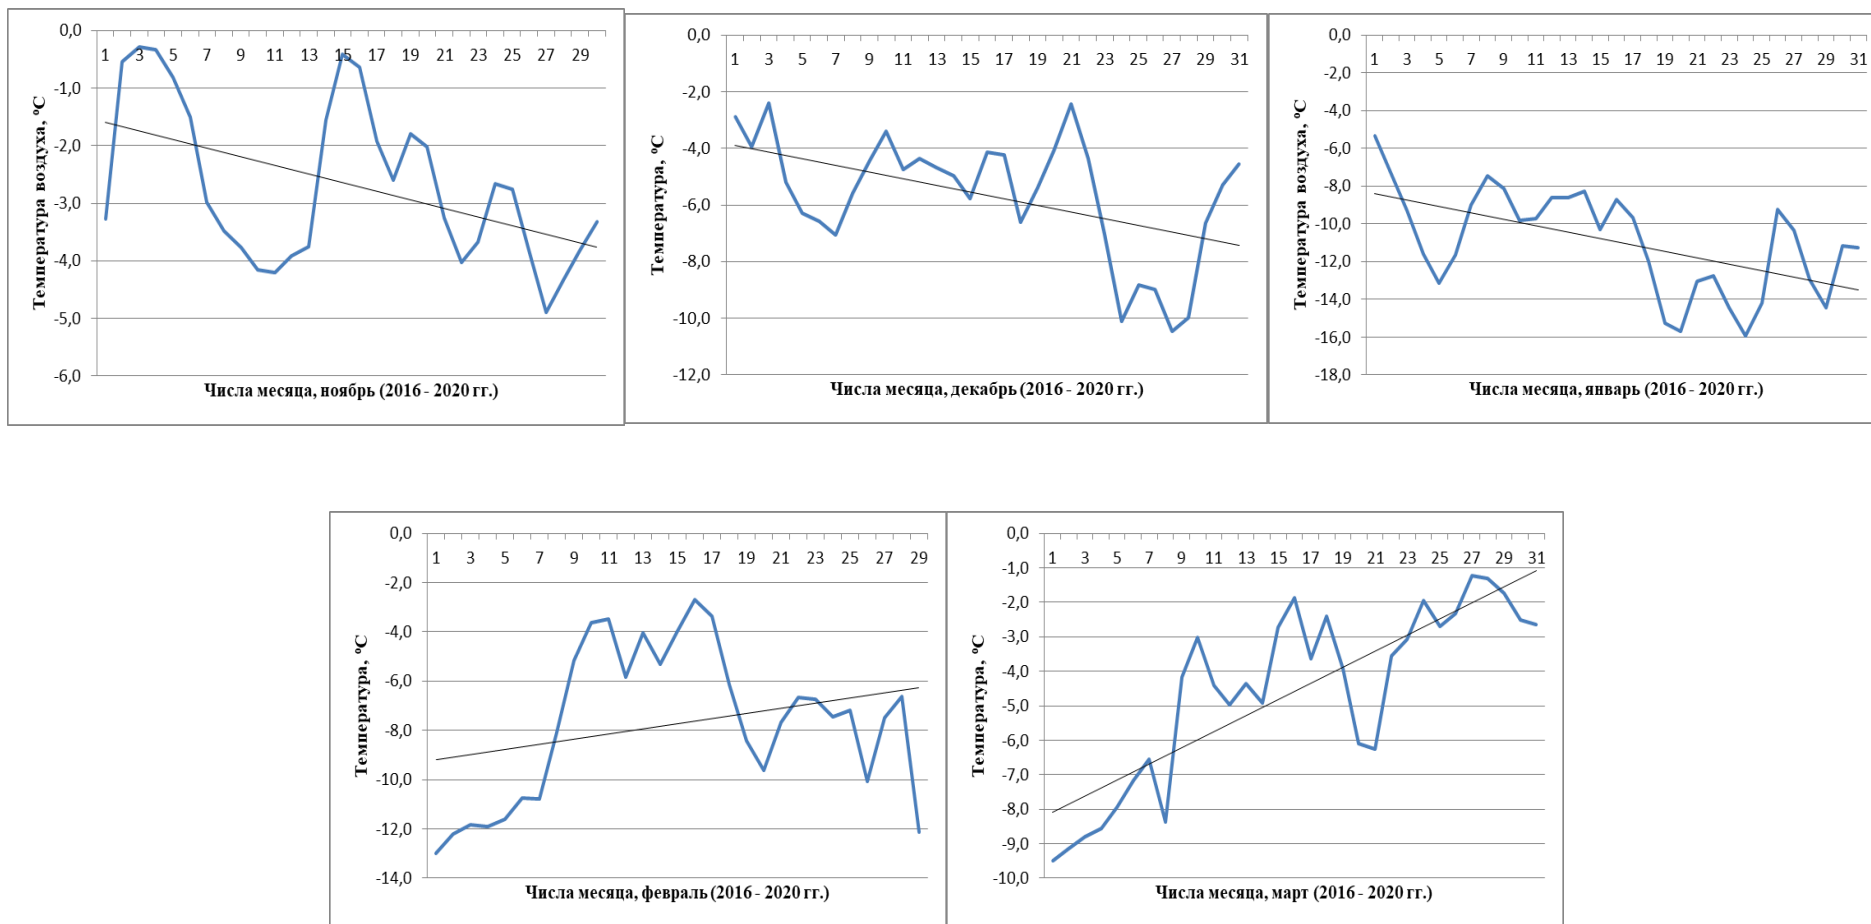 0,0
-1,0
-2,0
-3,0
-4,0
-5,0
-6,0
1 3 5 7 9 11 13 15 17 19 21 23 25 27 29
Температура воздуха, °С
Числа месяца, ноябрь (2016 - 2020 гг.)
0,0
-2,0
-4,0
-6,0
-8,0
-10,0
-12,0
1 3 5 7 9 11 13 15 17 19 21 23 25 27 29 31
Температура, °С
Числа месяца, декабрь (2016 - 2020 гг.)
0,0
-2,0
-4,0
-6,0
-8,0
-10,0
-12,0
-14,0
-16,0
-18,0
1 3 5 7 9 11 13 15 17 19 21 23 25 27 29 31
Температура воздуха, °С
Числа месяца, январь (2016 - 2020 гг.)
0,0
-2,0
-4,0
-6,0
-8,0
-10,0
-12,0
-14,0
1 3 5 7 9 11 13 15 17 19 21 23 25 27 29
Температура, °С
Числа месяца, февраль (2016 - 2020 гг.)
0,0
-1,0
-2,0
-3,0
-4,0
-5,0
-6,0
-7,0
-8,0
-9,0
-10,0
1 3 5 7 9 11 13 15 17 19 21 23 25 27 29 31
Температура, °С
Числа месяца, март (2016 - 2020 гг.)